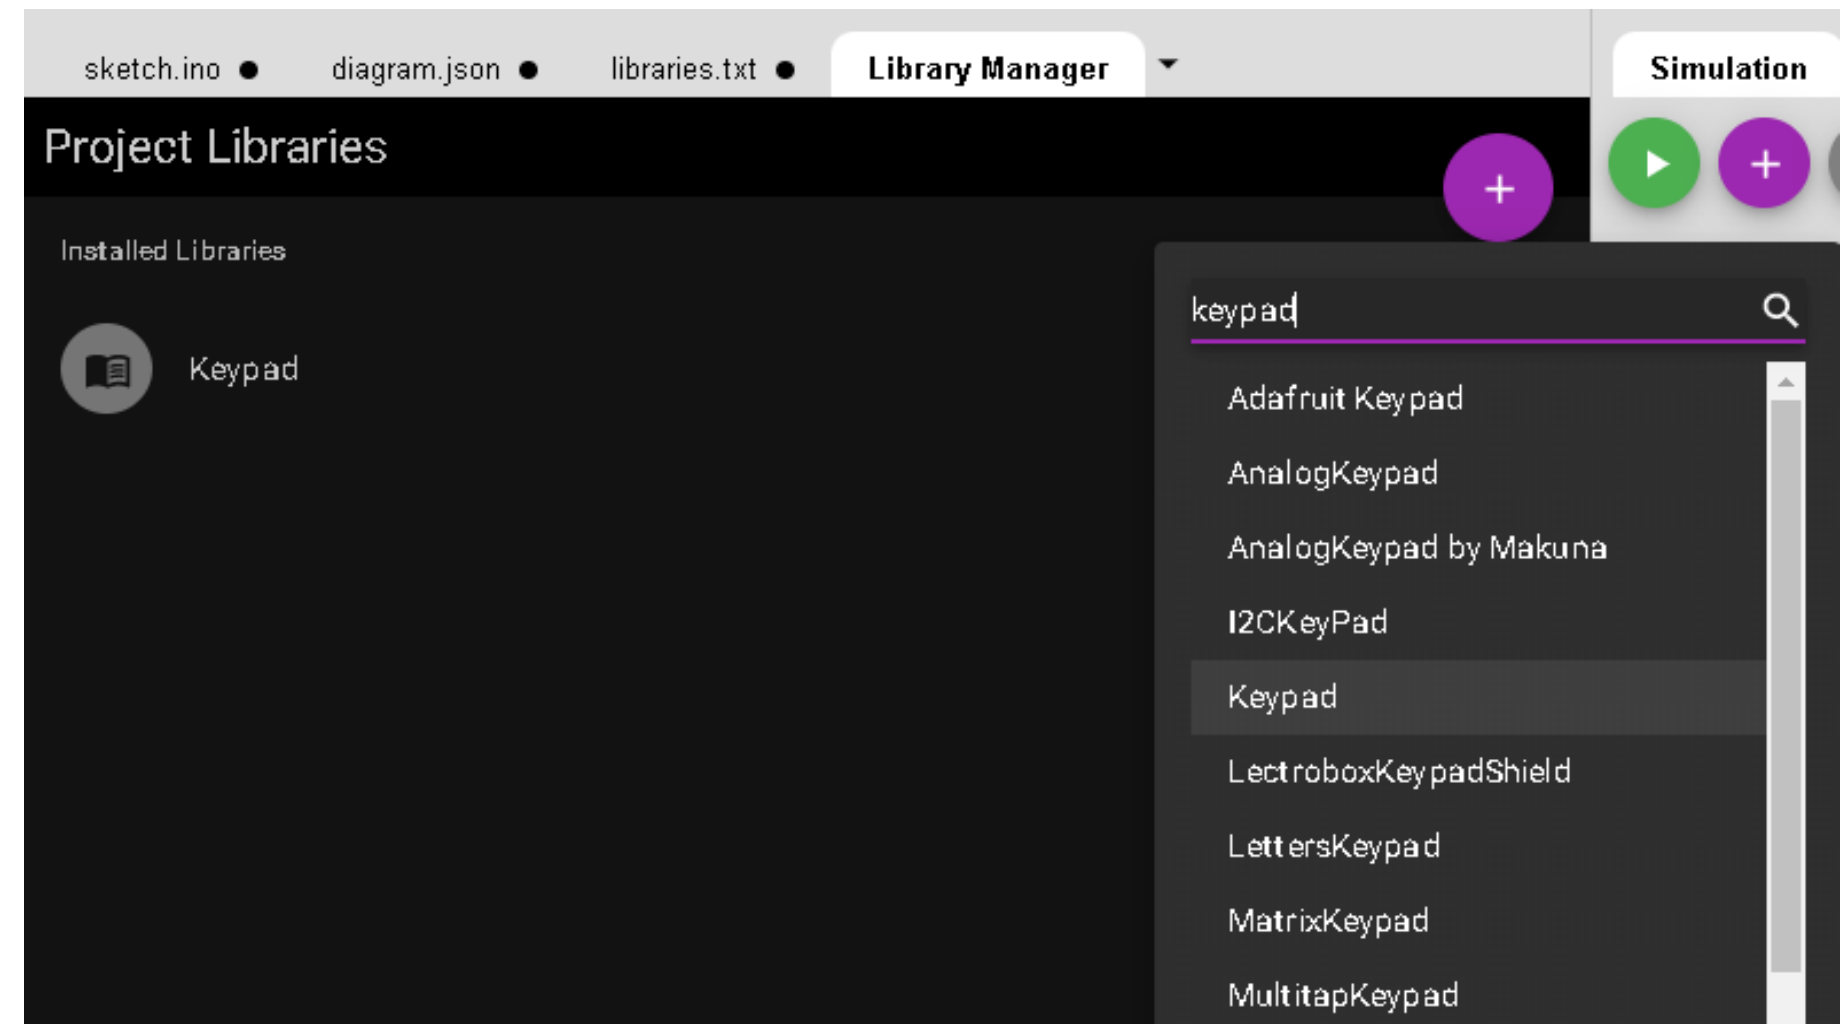 sketch.ino ● diagram.json ● libraries.txt ● Library Manager Simulation
Project Libraries
Installed Libraries
Keypad
keypad
Adafruit Keypad
AnalogKeypad
AnalogKeypad by Makuna
I2CKeyPad
Keypad
LectroboxKeypadShield
LettersKeypad
MatrixKeypad
MultitapKeypad